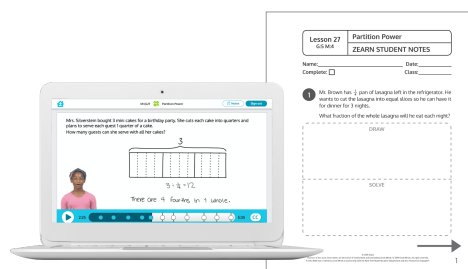 Lesson 27
G5 M4
Partition Power
ZEARN STUDENT NOTES
Name:
Date:
Complete:
Class:
1
Mr. Brown has ½ pan of lasagna left in the refrigerator. He
wants to cut the lasagna into equal slices so he can have it
for dinner for 3 nights.
What fraction of the whole lasagna will he eat each night?
DRAW
SOLVE
1
Partition Power
Mrs. Silverstein bought 3 mini cakes for a birthday party. She cuts each cake into quarters and
plans to serve each guest 1 quarter of a cake.
How many guests can she serve with all her cakes?
3
3 ÷ ¼ = 12
There are 4 fourths in 1 whole.
CC